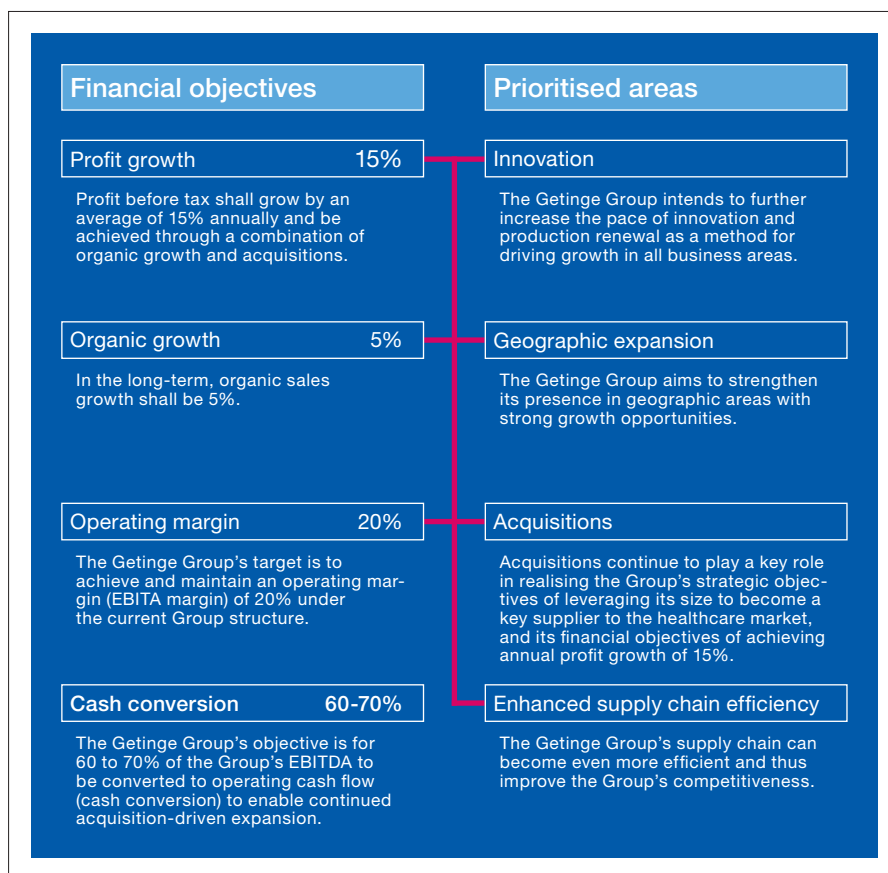 Financial objectives
Profit growth 15%
Profit before tax shall grow by an
average of 15% annually and be
achieved through a combination of
organic growth and acquisitions.
Organic growth 5%
In the long-term, organic sales
growth shall be 5%.
Operating margin 20%
The Getinge Group’s target is to
achieve and maintain an operating mar-
gin (EBITA margin) of 20% under
the current Group structure.
Cash conversion 60-70%
The Getinge Group’s objective is for
60 to 70% of the Group’s EBITDA to
be converted to operating cash flow
(cash conversion) to enable continued
acquisition-driven expansion.
Prioritised areas
Innovation
The Getinge Group intends to further
increase the pace of innovation and
production renewal as a method for
driving growth in all business areas.
Geographic expansion
The Getinge Group aims to strengthen
its presence in geographic areas with
strong growth opportunities.
Acquisitions
Acquisitions continue to play a key role
in realising the Group’s strategic objec-
tives of leveraging its size to become a
key supplier to the healthcare market,
and its financial objectives of achieving
annual profit growth of 15%.
Enhanced supply chain efficiency
The Getinge Group’s supply chain can
become even more efficient and thus
improve the Group’s competitiveness.